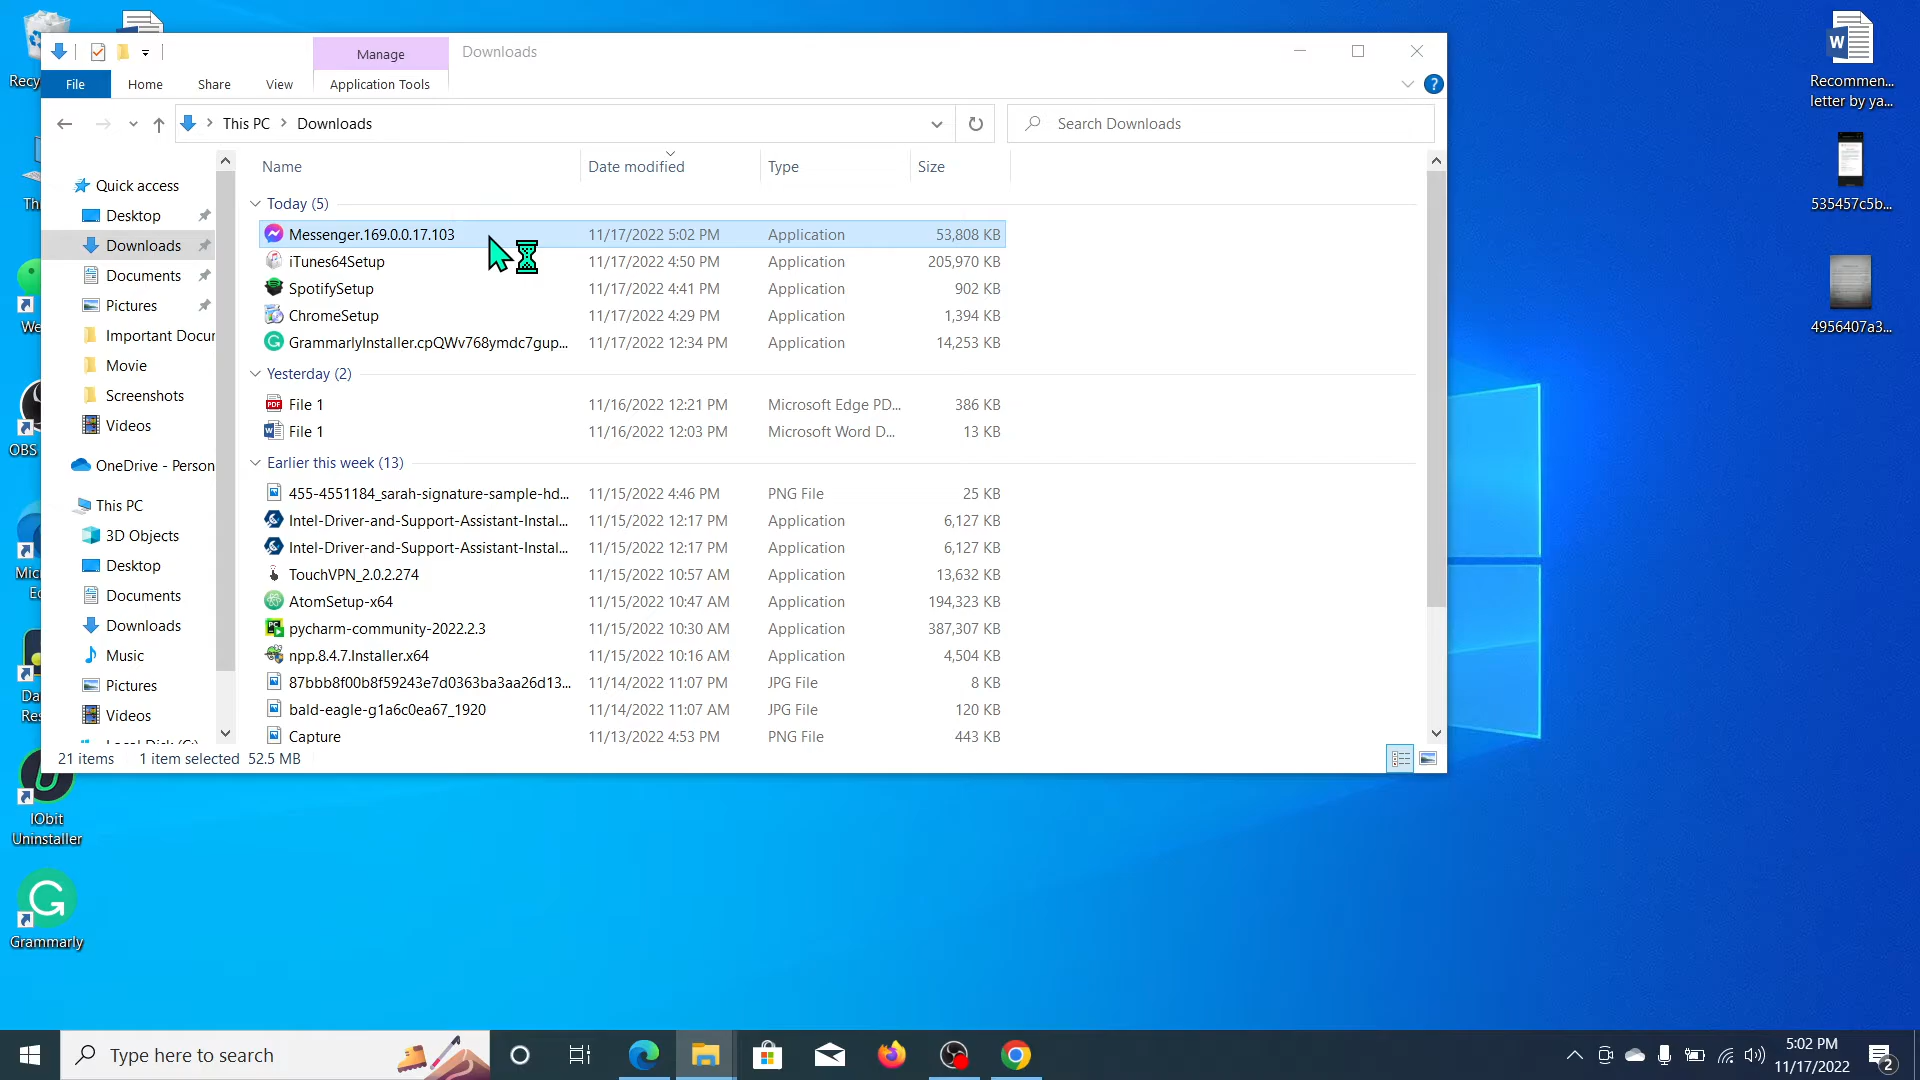 Manage
Downloads
File
Home
Share
View
Application Tools
This PC
Downloads
Search Downloads
Name
Date modified
Type
Size
Quick access
Desktop
Downloads
Documents
Pictures
Important Docur
Movie
Screenshots
Videos
OneDrive - Person
This PC
3D Objects
Desktop
Documents
Downloads
Music
Pictures
Videos
Today (5)
Messenger.169.0.0.17.103 11/17/2022 5:02 PM Application 53,808 KB
iTunes64Setup 11/17/2022 4:50 PM Application 205,970 KB
SpotifySetup 11/17/2022 4:41 PM Application 902 KB
ChromeSetup 11/17/2022 4:29 PM Application 1,394 KB
GrammarlyInstaller.cpQWv768ymdc7gup... 11/17/2022 12:34 PM Application 14,253 KB
Yesterday (2)
File 1 11/16/2022 12:21 PM Microsoft Edge PD... 386 KB
File 1 11/16/2022 12:03 PM Microsoft Word D... 13 KB
Earlier this week (13)
455-4551184_sarah-signature-sample-hd... 11/15/2022 4:46 PM PNG File 25 KB
Intel-Driver-and-Support-Assistant-Instal... 11/15/2022 12:17 PM Application 6,127 KB
Intel-Driver-and-Support-Assistant-Instal... 11/15/2022 12:17 PM Application 6,127 KB
TouchVPN_2.0.2.274 11/15/2022 10:57 AM Application 13,632 KB
AtomSetup-x64 11/15/2022 10:47 AM Application 194,323 KB
pycharm-community-2022.2.3 11/15/2022 10:30 AM Application 387,307 KB
npp.8.4.7.Installer.x64 11/15/2022 10:16 AM Application 4,504 KB
87bbb8f00b8f59243e7d0363ba3aa26d13... 11/14/2022 11:07 PM JPG File 8 KB
bald-eagle-g1a6c0ea67_1920 11/14/2022 11:07 AM JPG File 120 KB
Capture 11/13/2022 4:53 PM PNG File 443 KB
21 items 1 item selected 52.5 MB
Recommen...
letter by ya...
535457c5b...
4956407a3...
Recy
Th
We
OBS
Mic
Ec
Da
Res
IObit
Uninstaller
Grammarly
Type here to search
5:02 PM
11/17/2022
2